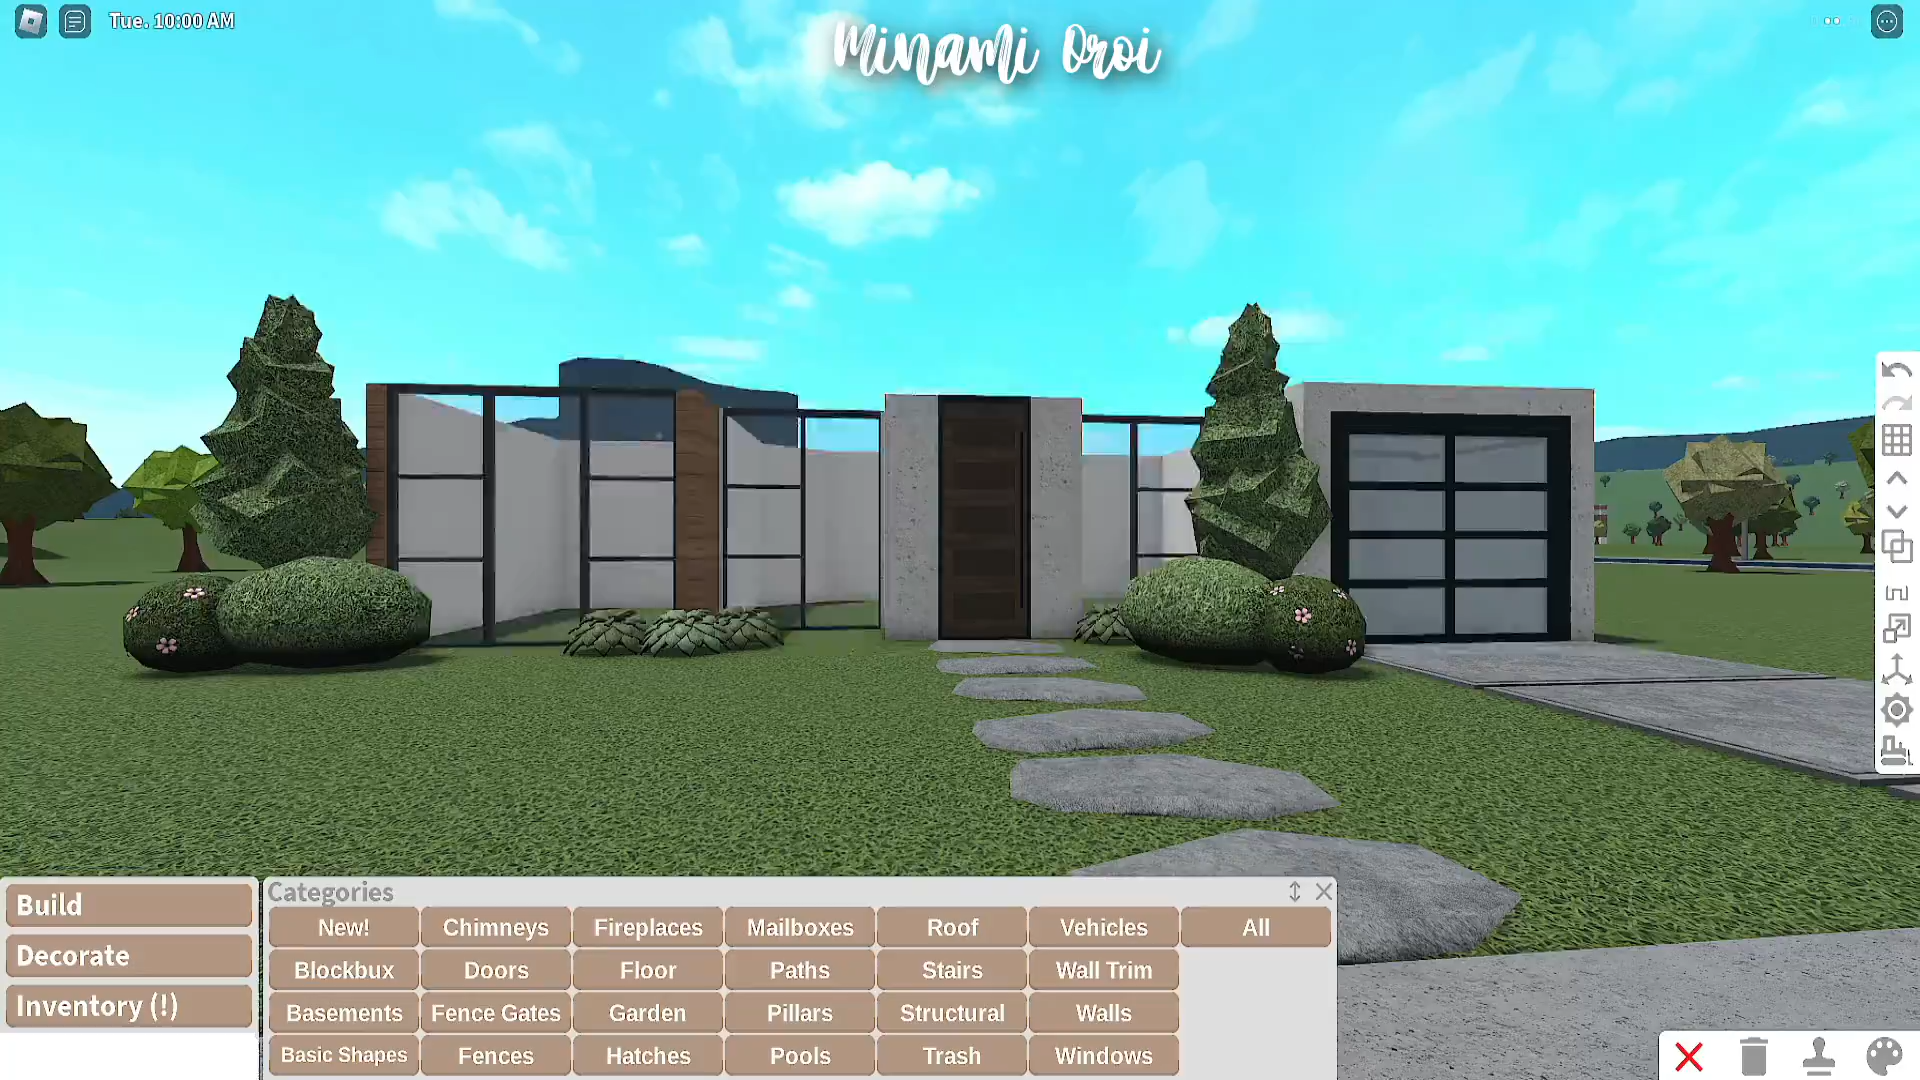 Tue. 10:00 AM
Minami Oroi
Build
Decorate
Inventory (!)
Categories
New! Chimneys Fireplaces Mailboxes Roof Vehicles All
Blockbux Doors Floor Paths Stairs Wall Trim
Basements Fence Gates Garden Pillars Structural Walls
Basic Shapes Fences Hatches Pools Trash Windows